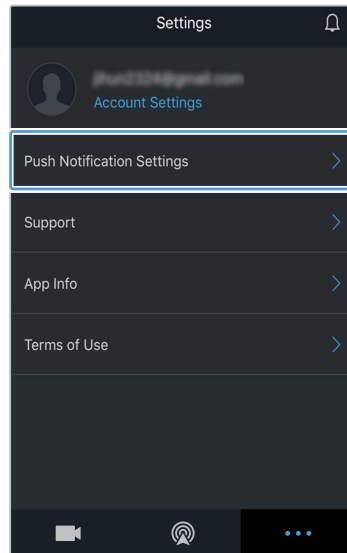 Settings
Account Settings
Push Notification Settings
Support
App Info
Terms of Use